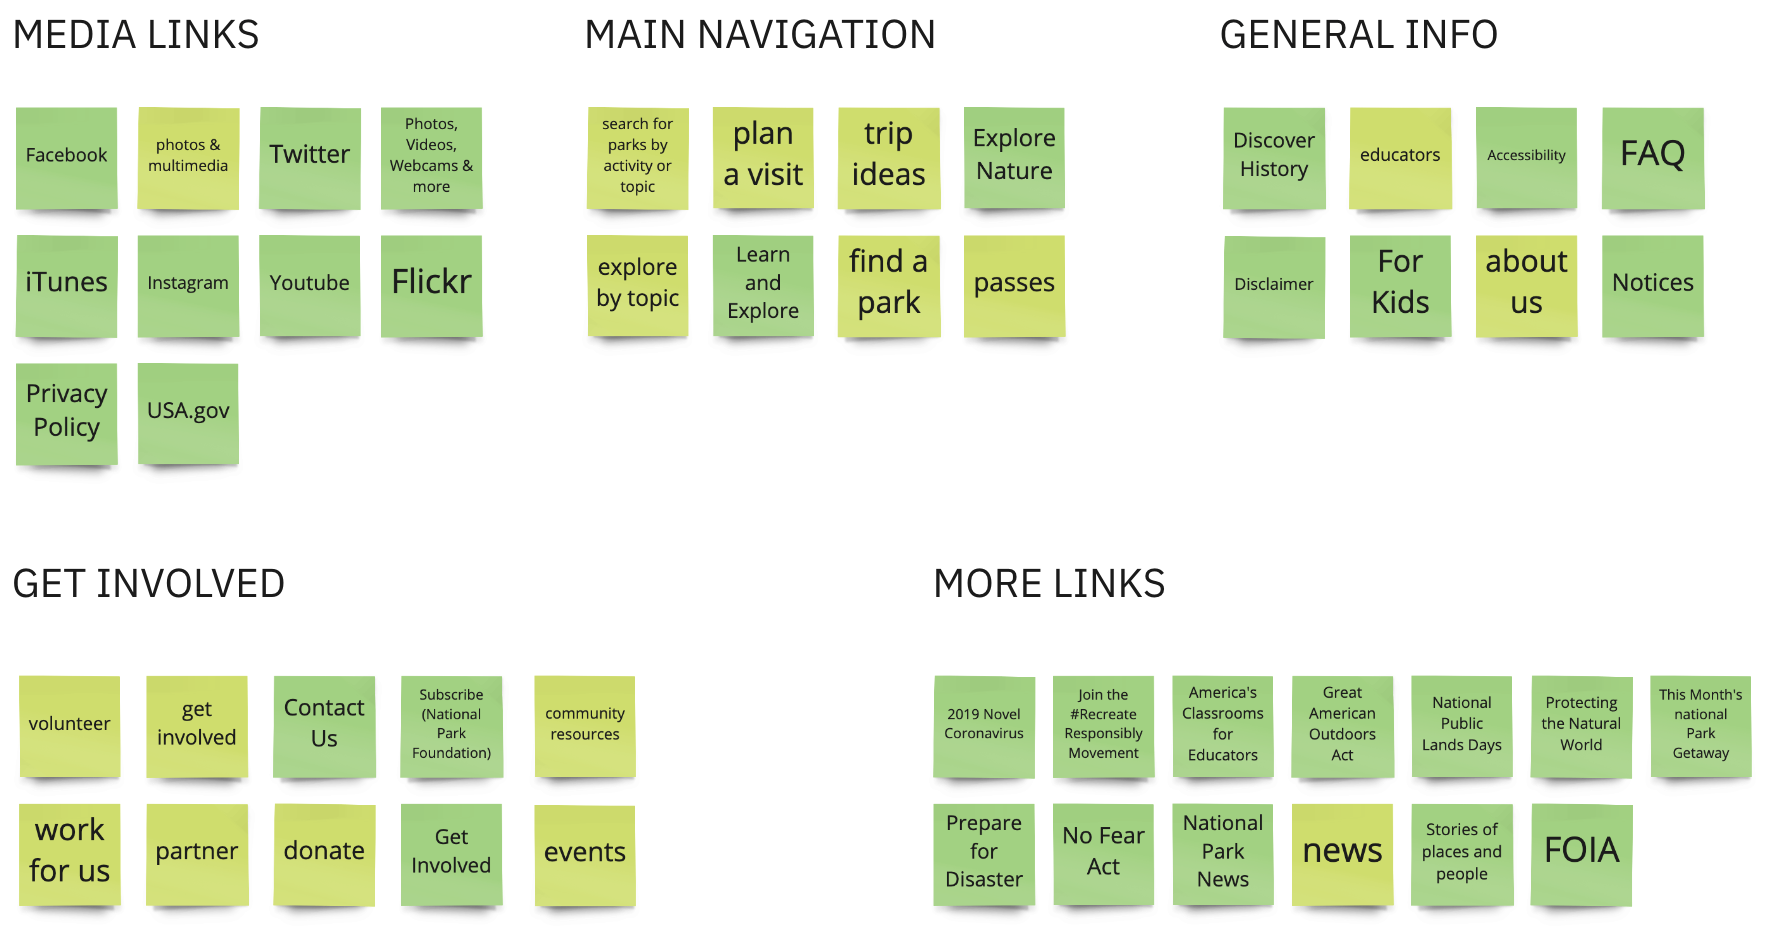 MEDIA LINKS
Facebook
photos &
multimedia
Twitter
Photos,
Videos,
Webcams &
more
iTunes
Instagram
Youtube
Flickr
Privacy
Policy
USA.gov
MAIN NAVIGATION
search for
parks by
activity or
topic
plan
a visit
trip
ideas
Explore
Nature
explore
by topic
Learn
and
Explore
find a
park
passes
GENERAL INFO
Discover
History
educators
Accessibility
FAQ
Disclaimer
For
Kids
about
us
Notices
GET INVOLVED
volunteer
get
involved
Contact
Us
Subscribe
(National
Park
Foundation)
community
resources
work
for us
partner
donate
Get
Involved
events
MORE LINKS
2019 Novel
Coronavirus
Join the
#Recreate
Responsibly
Movement
America's
Classrooms
for
Educators
Great
American
Outdoors
Act
National
Public
Lands Days
Protecting
the Natural
World
This Month's
national
Park
Getaway
Prepare
for
Disaster
No Fear
Act
National
Park
News
news
Stories of
places and
people
FOIA